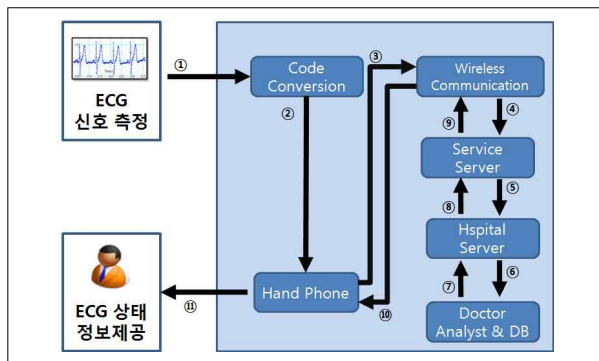 ECG
신호 측정
①
Code
Conversion
②
③
Wireless
Communication
④
⑨
Service
Server
⑤
⑧
Hspital
Server
⑥
⑦
Doctor
Analyst & DB
Hand Phone
⑩
⑪
ECG 상태
정보제공